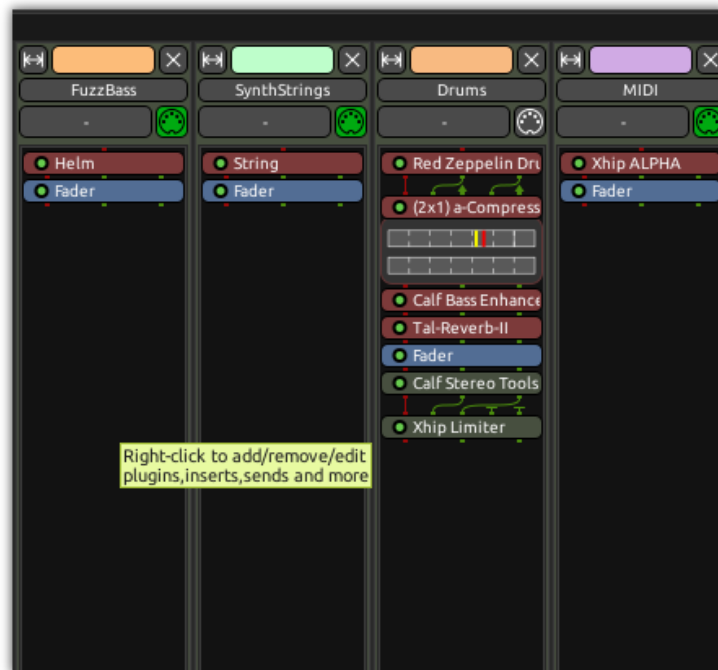 FuzzBass
SynthStrings
Drums
MIDI
-
-
-
-
Helm
Fader
String
Fader
Red Zeppelin Dru
(2x1) a-Compress
Calf Bass Enhance
Tal-Reverb-II
Fader
Calf Stereo Tools
Xhip Limiter
Xhip ALPHA
Fader
Right-click to add/remove/edit
plugins,inserts,sends and more